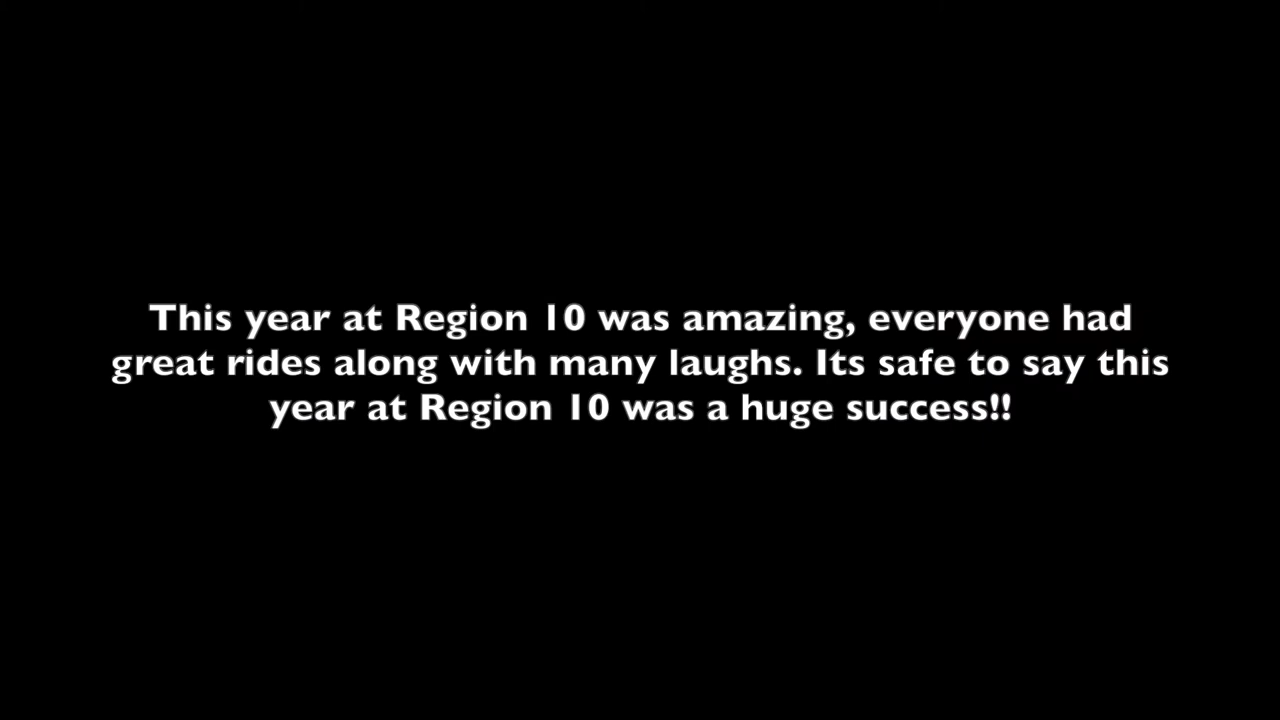 This year at Region 10 was amazing, everyone had
great rides along with many laughs. Its safe to say this
year at Region 10 was a huge success!!